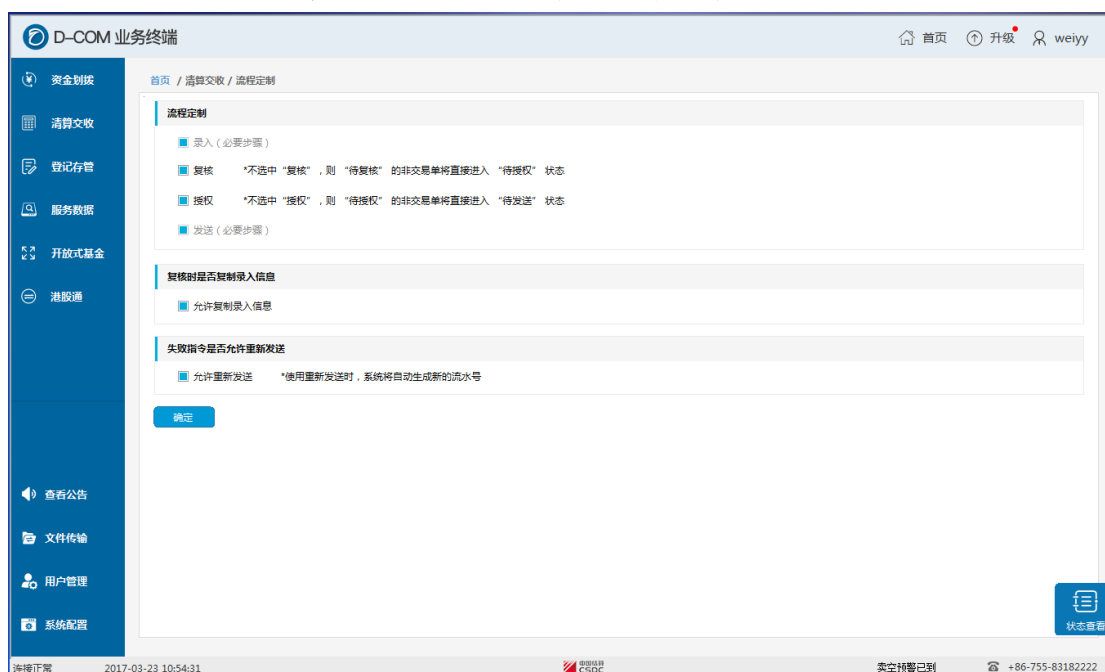 D-COM 业务终端
首页
升级
weiyy
资金划拨
清算交收
登记存管
服务数据
开放式基金
港股通
查看公告
文件传输
用户管理
系统配置
首页 / 清算交收 / 流程定制
流程定制
录入(必要步骤)
复核 *不选中“复核”,则 “待复核” 的非交易单将直接进入 “待授权” 状态
授权 *不选中“授权”,则 “待授权” 的非交易单将直接进入 “待发送” 状态
发送(必要步骤)
复核时是否复制录入信息
允许复制录入信息
失败指令是否允许重新发送
允许重新发送 *使用重新发送时,系统将自动生成新的流水号
确定
状态查看
连接正常 2017-03-23 10:54:31 中国结算 CSDC 卖空预警已到 +86-755-83182222